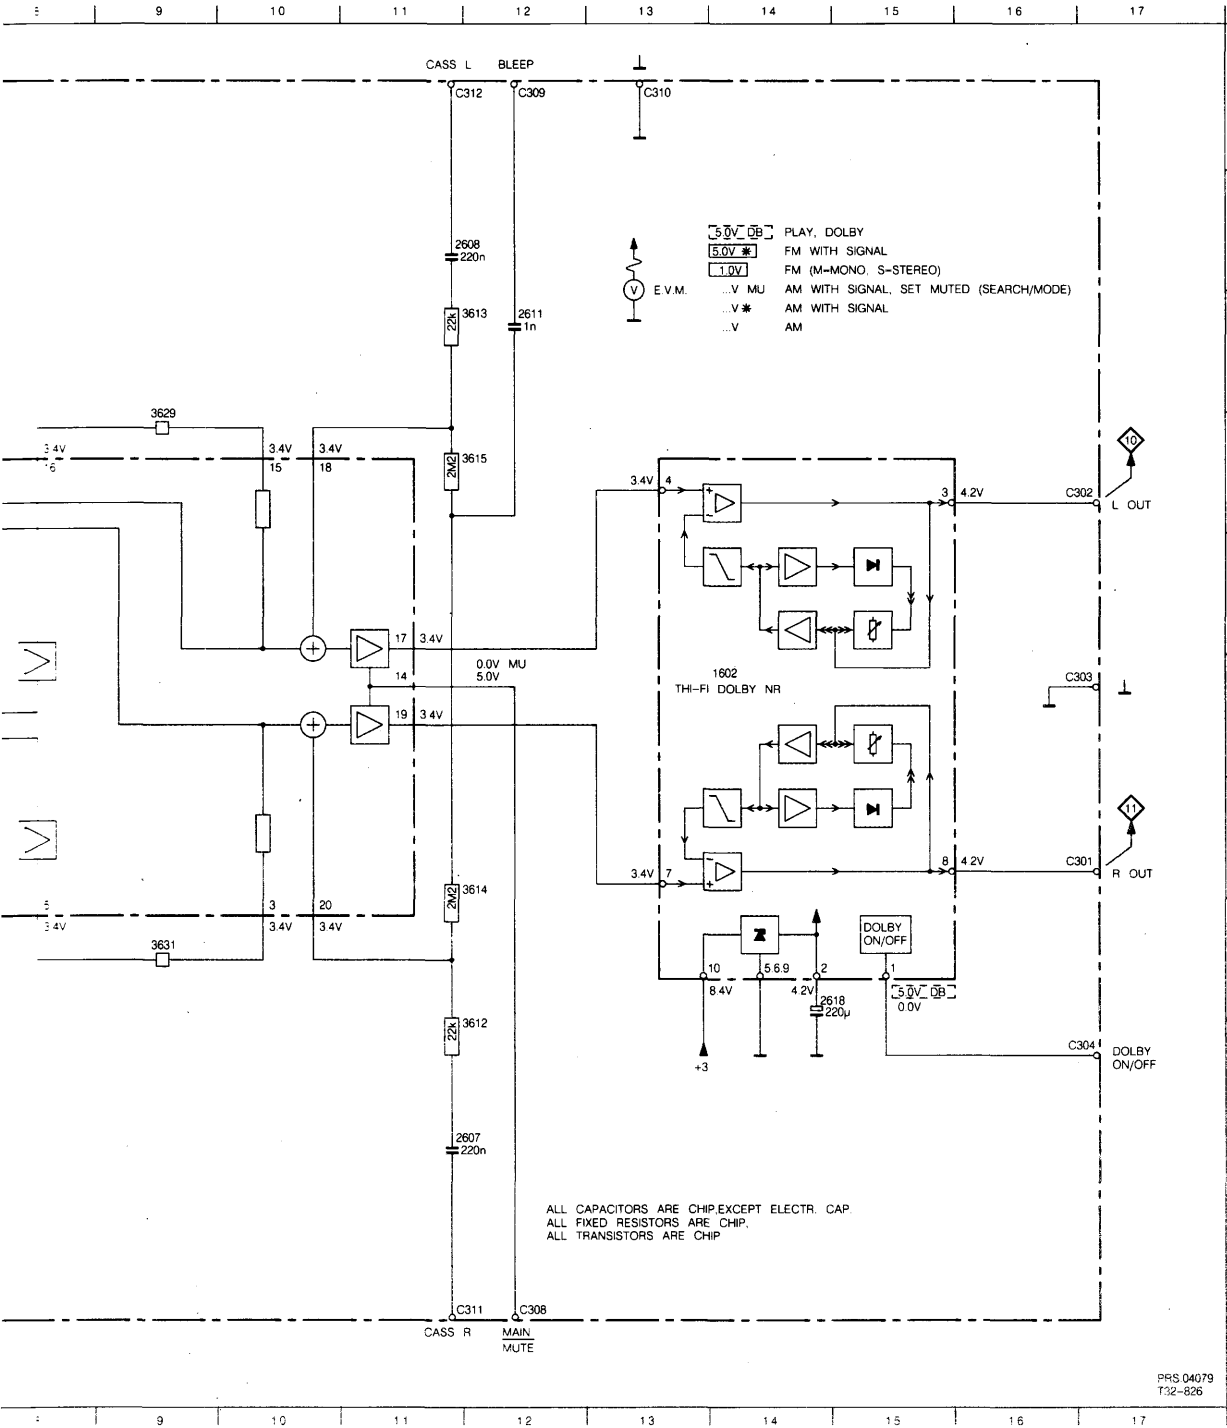 9 10 11 12 13 14 15 16 17
CASS L BLEEP
C312 C309 C310
2608
220n
5.0V DB PLAY, DOLBY
5.0V * FM WITH SIGNAL
1.0V FM (M-MONO, S-STEREO)
V E.V.M. ...V MU AM WITH SIGNAL, SET MUTED (SEARCH/MODE)
...V * AM WITH SIGNAL
...V AM
22k 3613
2611
1n
3629
3.4V 3.4V 3.4V
15 18
2M2 3615
10
3.4V 4 3 4.2V C302
L OUT
+
-
17 3.4V
0.0V MU
14 5.0V
1602
THI-FI DOLBY NR
C303
19 3.4V
11
3.4V 7 8 4.2V C301
R OUT
-
+
2M2 3614
3 20
3.4V 3.4V 3.4V
3631
DOLBY
ON/OFF
10 5.6.9 2 1
8.4V 4.2V 5.0V DB
2618
220µ
0.0V
22k 3612
+3
C304 DOLBY
ON/OFF
2607
220n
ALL CAPACITORS ARE CHIP,EXCEPT ELECTR. CAP.
ALL FIXED RESISTORS ARE CHIP.
ALL TRANSISTORS ARE CHIP
C311 C308
CASS R MAIN
MUTE
PRS.04079
T32-826
9 10 11 12 13 14 15 16 17